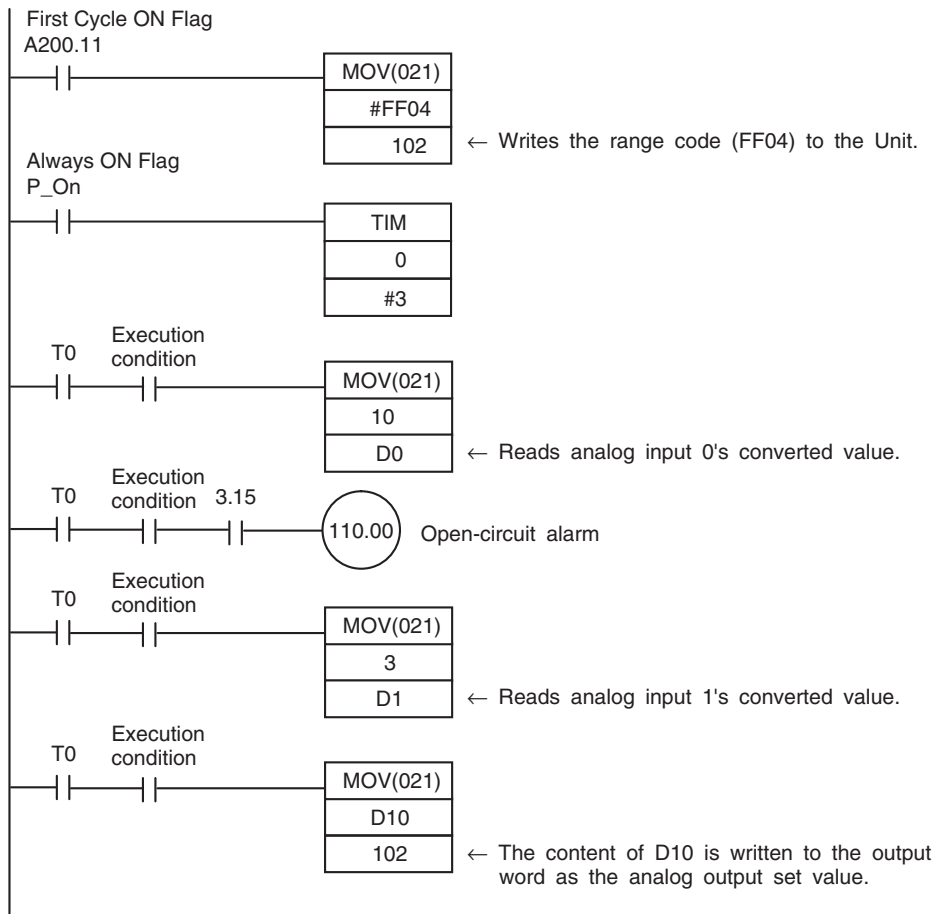 First Cycle ON Flag
A200.11
MOV(021)
#FF04
102
← Writes the range code (FF04) to the Unit.
Always ON Flag
P_On
TIM
0
#3
T0
Execution
condition
MOV(021)
10
D0
← Reads analog input 0's converted value.
T0
Execution
condition
3.15
110.00
Open-circuit alarm
T0
Execution
condition
MOV(021)
3
D1
← Reads analog input 1's converted value.
T0
Execution
condition
MOV(021)
D10
102
← The content of D10 is written to the output
word as the analog output set value.